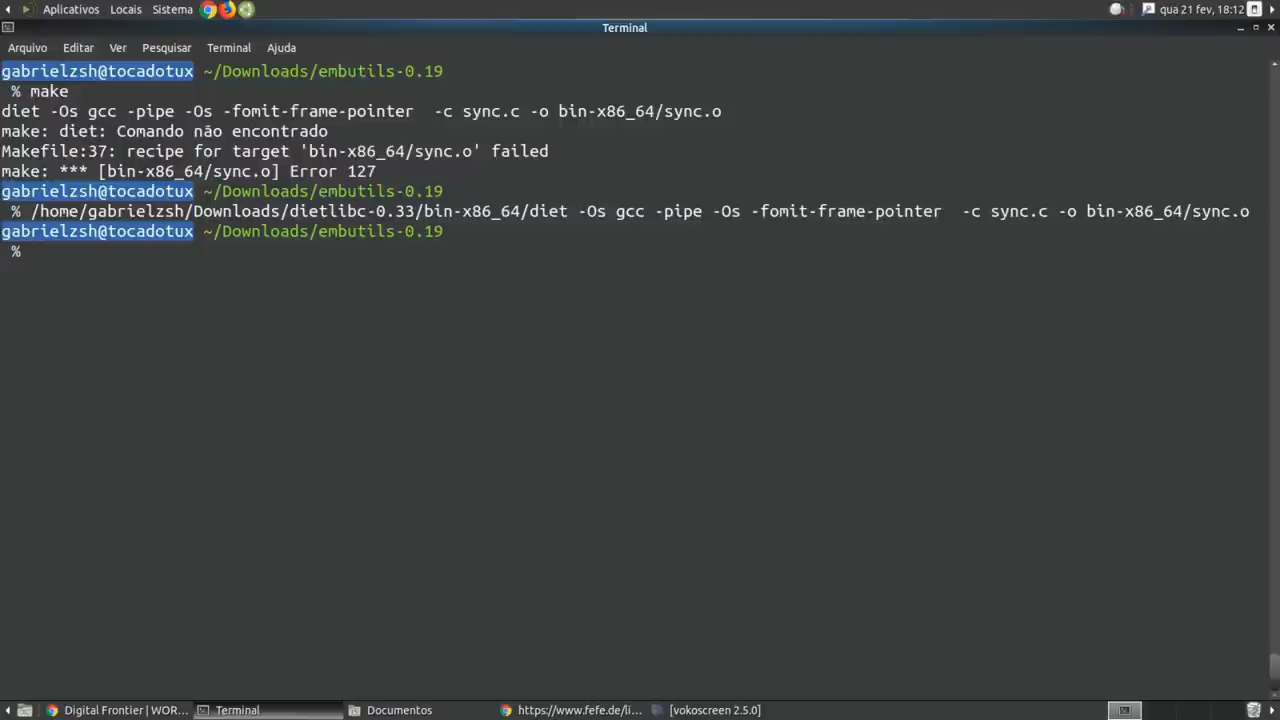 Aplicativos Locais Sistema
qua 21 fev, 18:12
Terminal
Arquivo Editar Ver Pesquisar Terminal Ajuda
gabrielzsh@tocadotux ~/Downloads/embutils-0.19
% make
diet -Os gcc -pipe -Os -fomit-frame-pointer -c sync.c -o bin-x86_64/sync.o
make: diet: Comando não encontrado
Makefile:37: recipe for target 'bin-x86_64/sync.o' failed
make: *** [bin-x86_64/sync.o] Error 127
gabrielzsh@tocadotux ~/Downloads/embutils-0.19
% /home/gabrielzsh/Downloads/dietlibc-0.33/bin-x86_64/diet -Os gcc -pipe -Os -fomit-frame-pointer -c sync.c -o bin-x86_64/sync.o
gabrielzsh@tocadotux ~/Downloads/embutils-0.19
%
Digital Frontier | WOR... Terminal Documentos https://www.fefe.de/li... [vokoscreen 2.5.0]